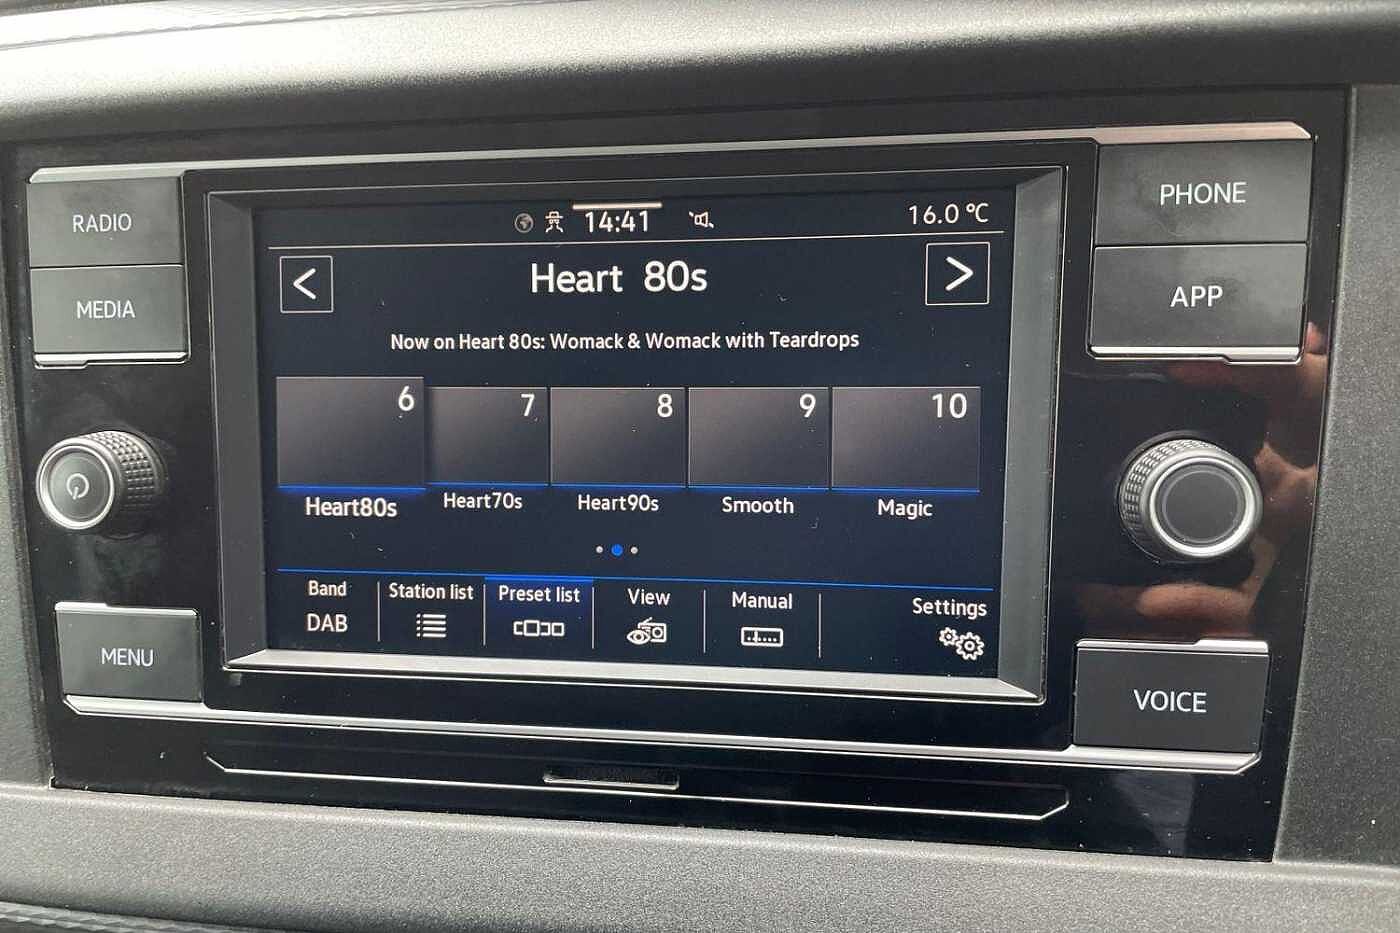 RADIO
MEDIA
MENU
14:41
16.0 °C
<
Heart 80s
>
Now on Heart 80s: Womack & Womack with Teardrops
6
7
8
9
10
Heart80s
Heart70s
Heart90s
Smooth
Magic
Band
DAB
Station list
Preset list
View
Manual
Settings
PHONE
APP
VOICE